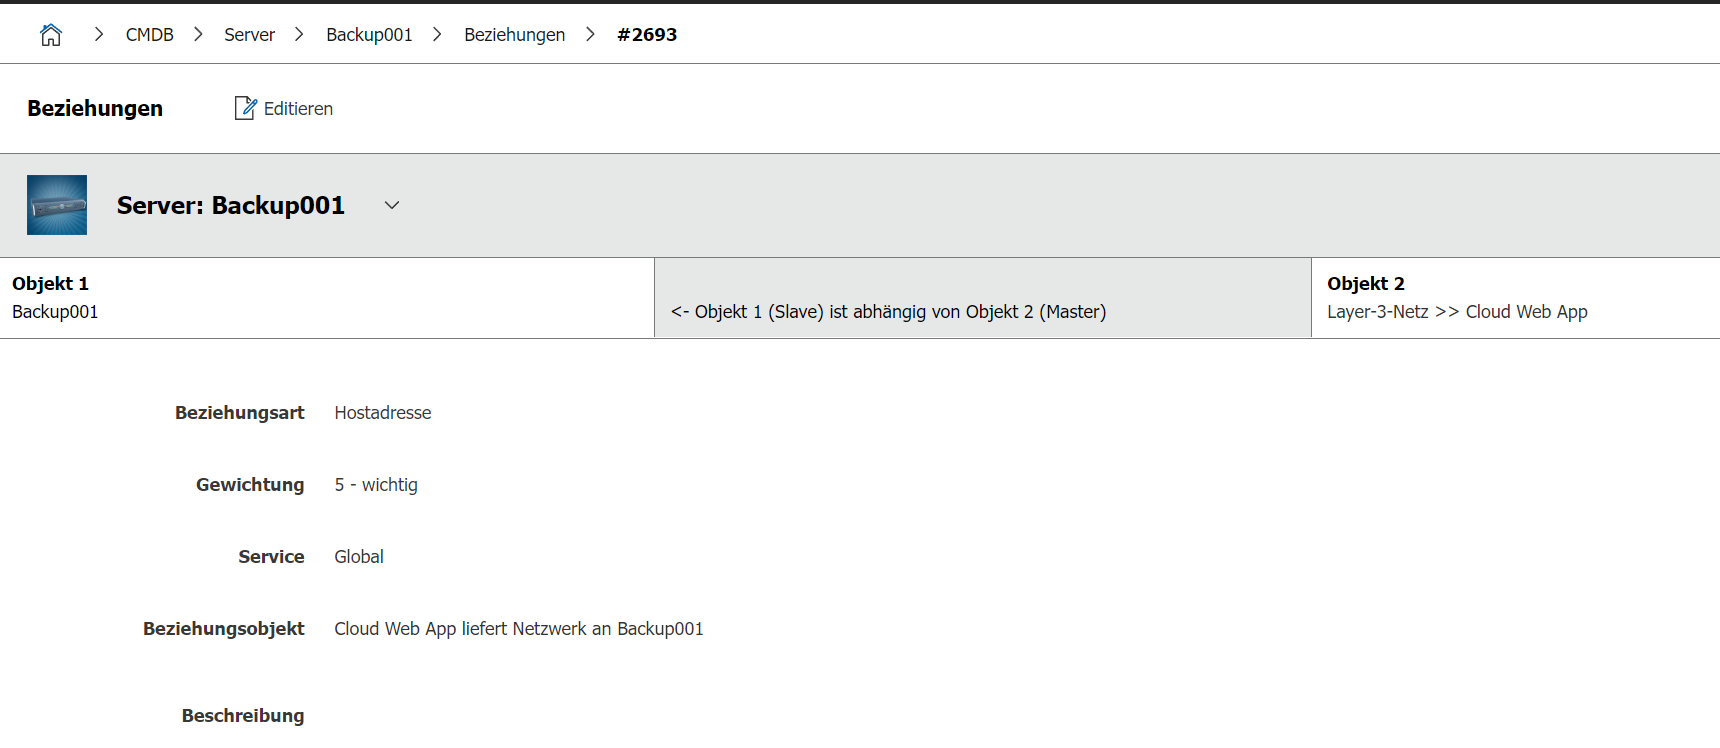 CMDB > Server > Backup001 > Beziehungen > #2693
Beziehungen Editieren
Server: Backup001
Objekt 1
Backup001
<- Objekt 1 (Slave) ist abhängig von Objekt 2 (Master)
Objekt 2
Layer-3-Netz >> Cloud Web App
Beziehungsart Hostadresse
Gewichtung 5 - wichtig
Service Global
Beziehungsobjekt Cloud Web App liefert Netzwerk an Backup001
Beschreibung